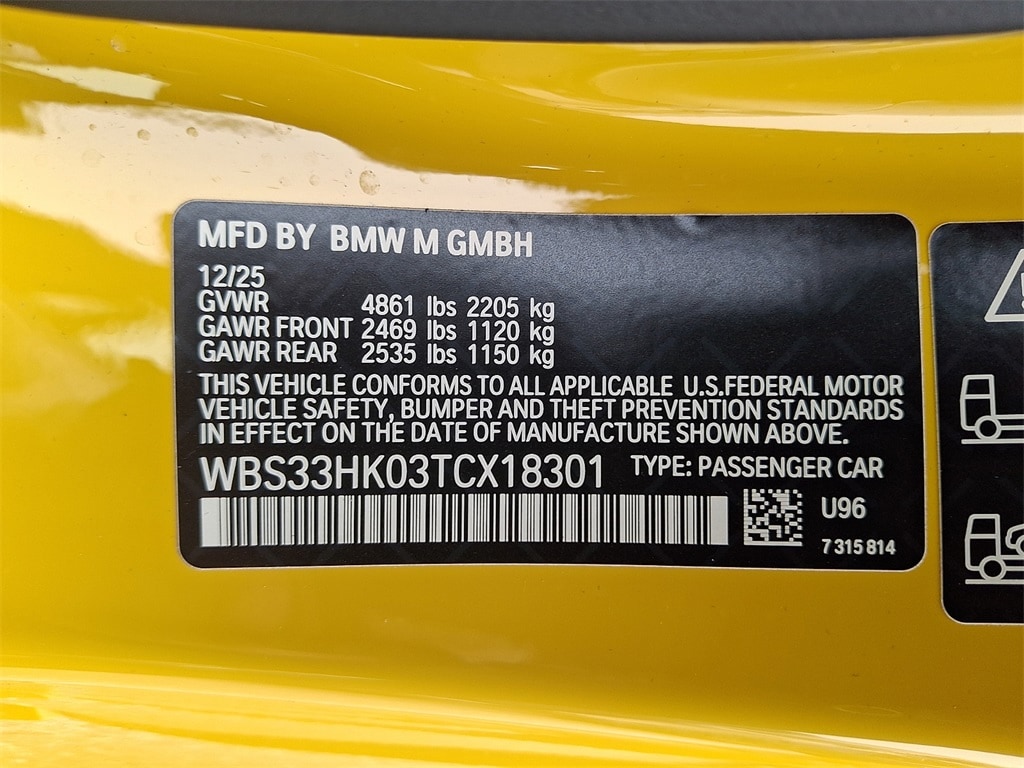 MFD BY BMW M GMBH
12/25
GVWR 4861 lbs 2205 kg
GAWR FRONT 2469 lbs 1120 kg
GAWR REAR 2535 lbs 1150 kg
THIS VEHICLE CONFORMS TO ALL APPLICABLE U.S.FEDERAL MOTOR
VEHICLE SAFETY, BUMPER AND THEFT PREVENTION STANDARDS
IN EFFECT ON THE DATE OF MANUFACTURE SHOWN ABOVE.
WBS33HK03TCX18301 TYPE: PASSENGER CAR
U96
7 315 814